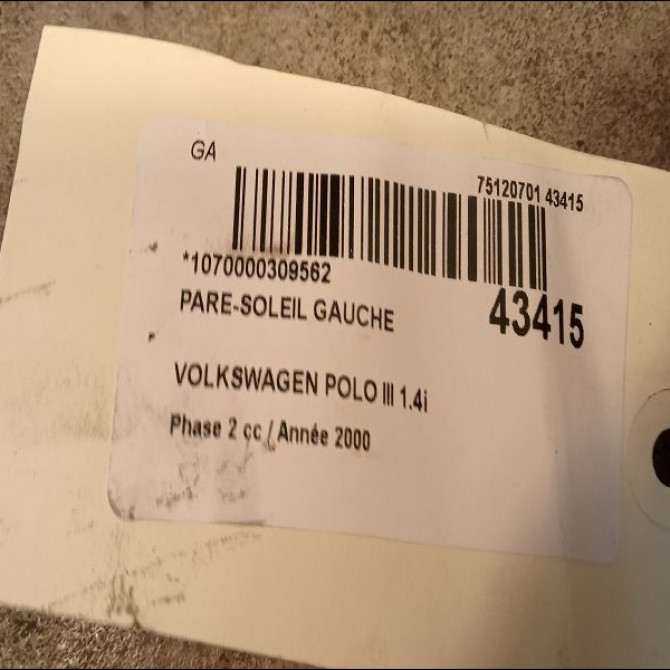 GA
75120701 43415
*1070000309562
43415
PARE-SOLEIL GAUCHE
VOLKSWAGEN POLO III 1.4i
Phase 2 cc / Année 2000